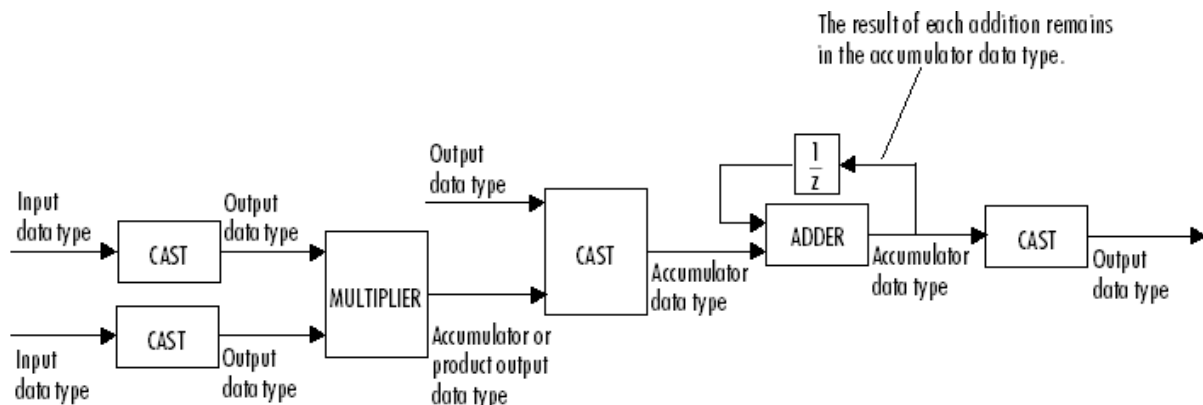 The result of each addition remains
in the accumulator data type.
Output
data type
1
z
Input
data type
CAST
Output
data type
MULTIPLIER
CAST
Accumulator
data type
ADDER
Accumulator
data type
CAST
Output
data type
Input
data type
CAST
Output
data type
Accumulator or
product output
data type